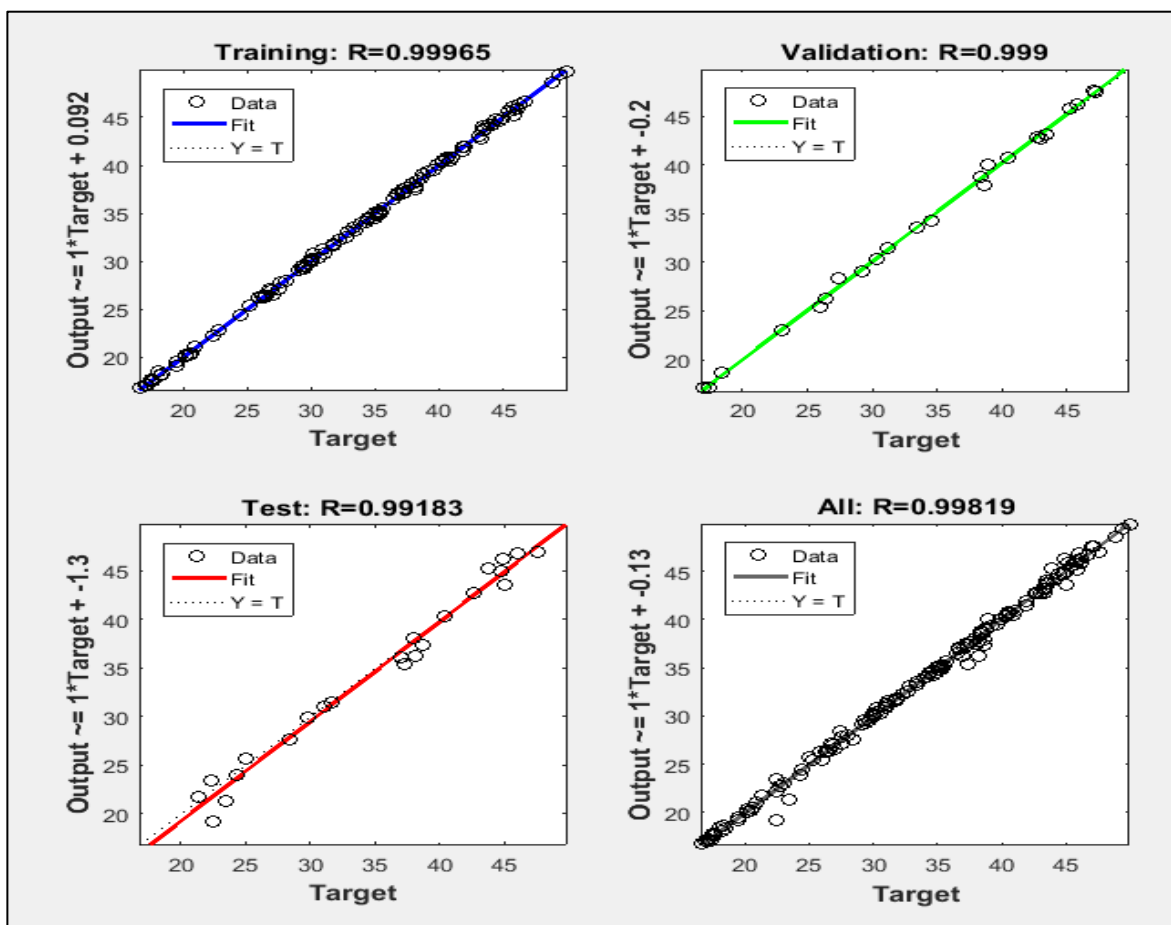 Training: R=0.99965
Output ~= 1*Target + 0.092
Data
Fit
Y = T
45
40
35
30
25
20
20 25 30 35 40 45
Target
Validation: R=0.999
Output ~= 1*Target + -0.2
Data
Fit
Y = T
45
40
35
30
25
20
20 25 30 35 40 45
Target
Test: R=0.99183
Output ~= 1*Target + -1.3
Data
Fit
Y = T
45
40
35
30
25
20
20 25 30 35 40 45
Target
All: R=0.99819
Output ~= 1*Target + -0.13
Data
Fit
Y = T
45
40
35
30
25
20
20 25 30 35 40 45
Target